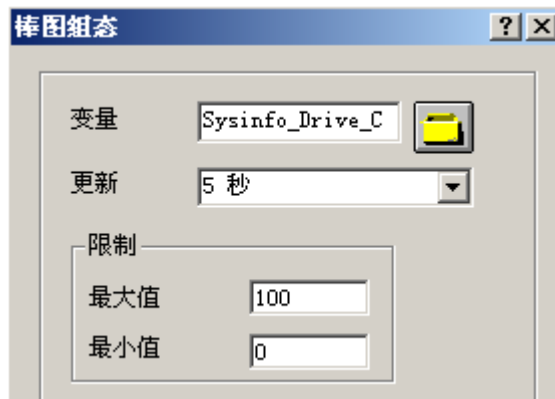 棒图组态
变量 Sysinfo_Drive_C
更新 5 秒
限制
最大值 100
最小值 0